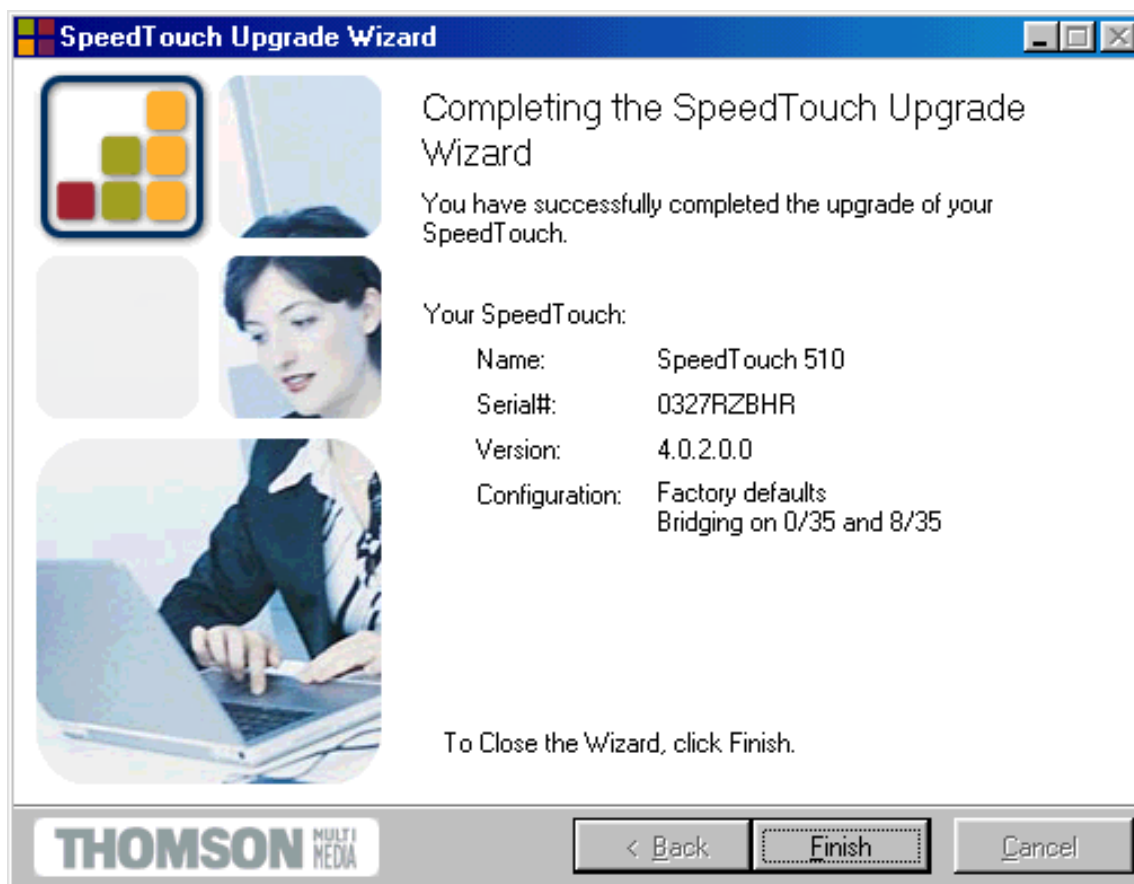 SpeedTouch Upgrade Wizard
Completing the SpeedTouch Upgrade
Wizard
You have successfully completed the upgrade of your
SpeedTouch.
Your SpeedTouch:
Name: SpeedTouch 510
Serial#: 0327RZBHR
Version: 4.0.2.0.0
Configuration: Factory defaults
Bridging on 0/35 and 8/35
To Close the Wizard, click Finish.
THOMSON MULTI
MEDIA
< Back Finish Cancel